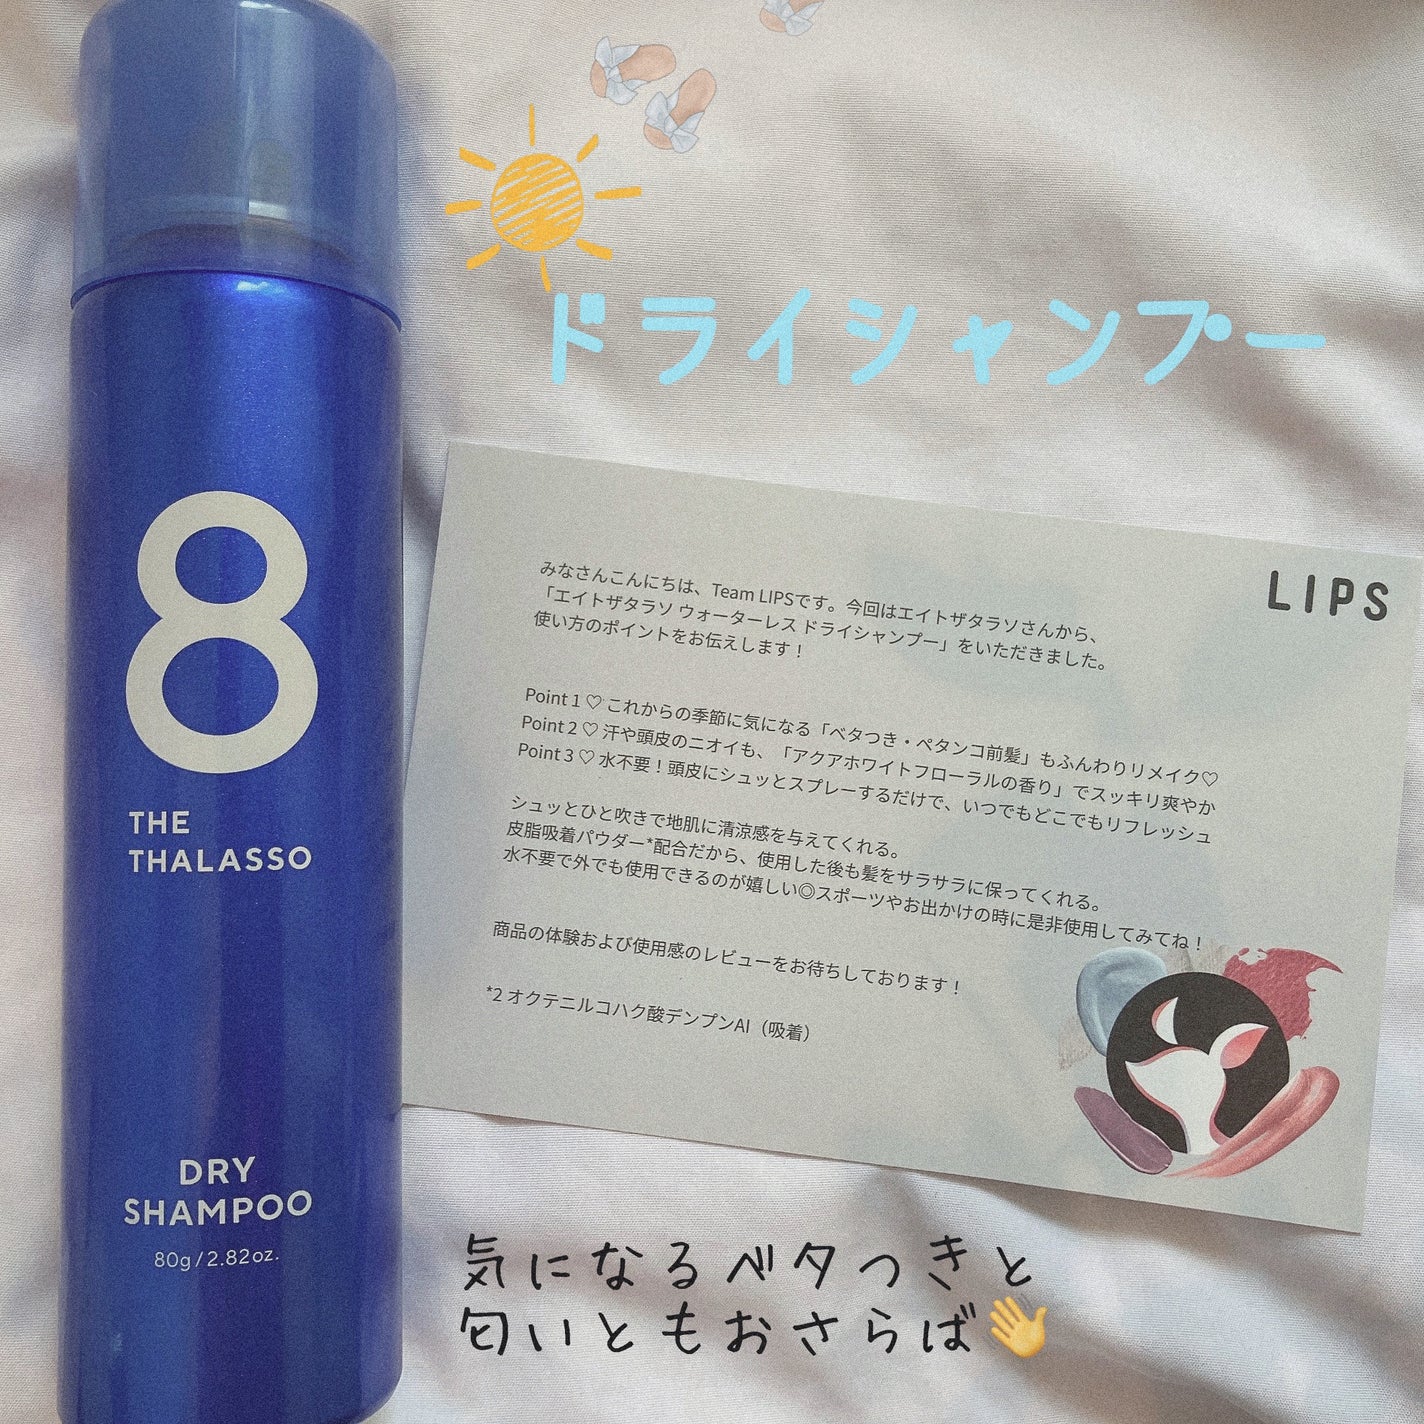 ドライシャンプー
8
THE
THALASSO
DRY
SHAMPOO
80g/2.82oz.
LIPS
みなさんこんにちは、Team LIPSです。今回はエイトザタラソさんから、
「エイトザタラソ ウォーターレス ドライシャンプー」をいただきました。
使い方のポイントをお伝えします！
Point 1 ♡ これからの季節に気になる「ベタつき・ペタンコ前髪」もふんわりリメイク♡
Point 2 ♡ 汗や頭皮のニオイも、「アクアホワイトフローラルの香り」でスッキリ爽やか
Point 3 ♡ 水不要！頭皮にシュッとスプレーするだけで、いつでもどこでもリフレッシュ
シュッとひと吹きで地肌に清涼感を与えてくれる。
皮脂吸着パウダー*配合だから、使用した後も髪をサラサラに保ってくれる。
水不要で外でも使用できるのが嬉しい◎スポーツやお出かけの時に是非使用してみてね！
商品の体験および使用感のレビューをお待ちしております！
*2 オクテニルコハク酸デンプンAl（吸着）
気になるベタつきと
匂いともおさらば👋